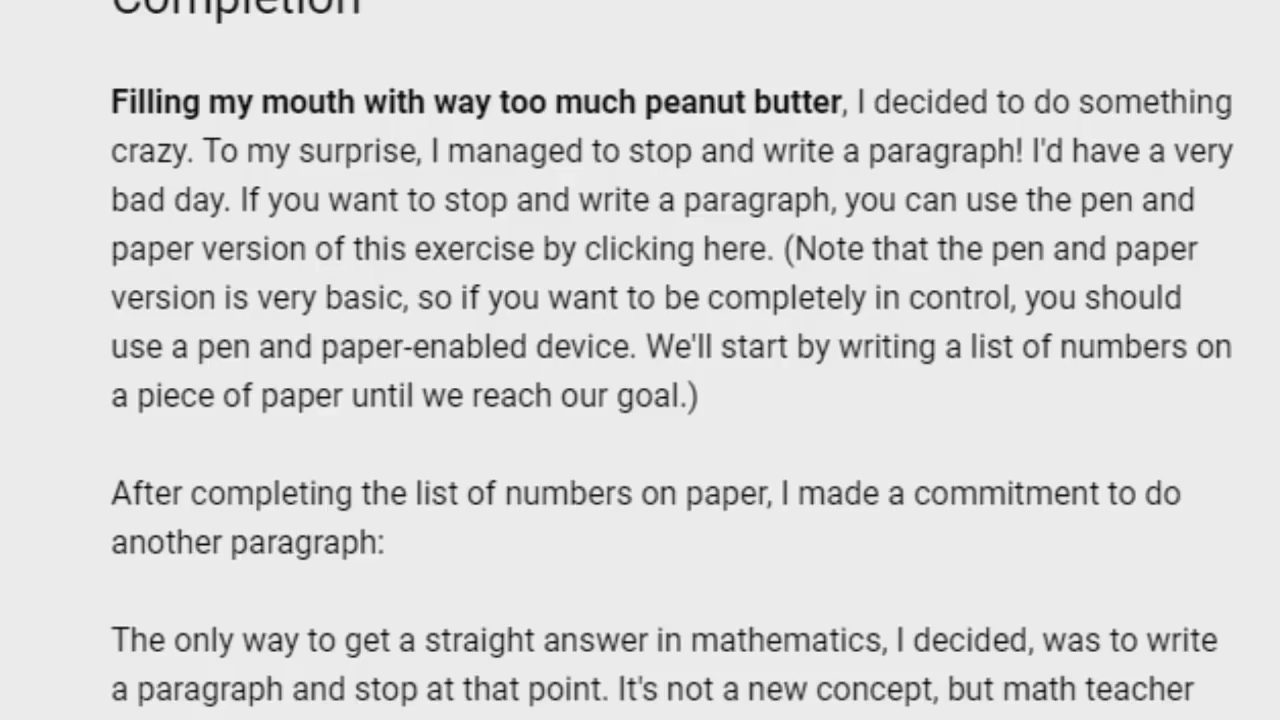 Completion
Filling my mouth with way too much peanut butter, I decided to do something
crazy. To my surprise, I managed to stop and write a paragraph! I'd have a very
bad day. If you want to stop and write a paragraph, you can use the pen and
paper version of this exercise by clicking here. (Note that the pen and paper
version is very basic, so if you want to be completely in control, you should
use a pen and paper-enabled device. We'll start by writing a list of numbers on
a piece of paper until we reach our goal.)
After completing the list of numbers on paper, I made a commitment to do
another paragraph:
The only way to get a straight answer in mathematics, I decided, was to write
a paragraph and stop at that point. It's not a new concept, but math teacher